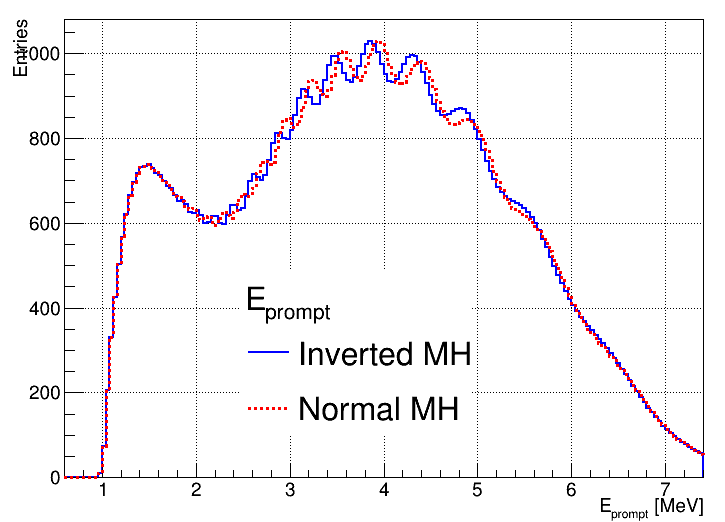 Entries
1000
800
600
400
200
0
E_prompt
Inverted MH
Normal MH
1 2 3 4 5 6 7
E_prompt [MeV]